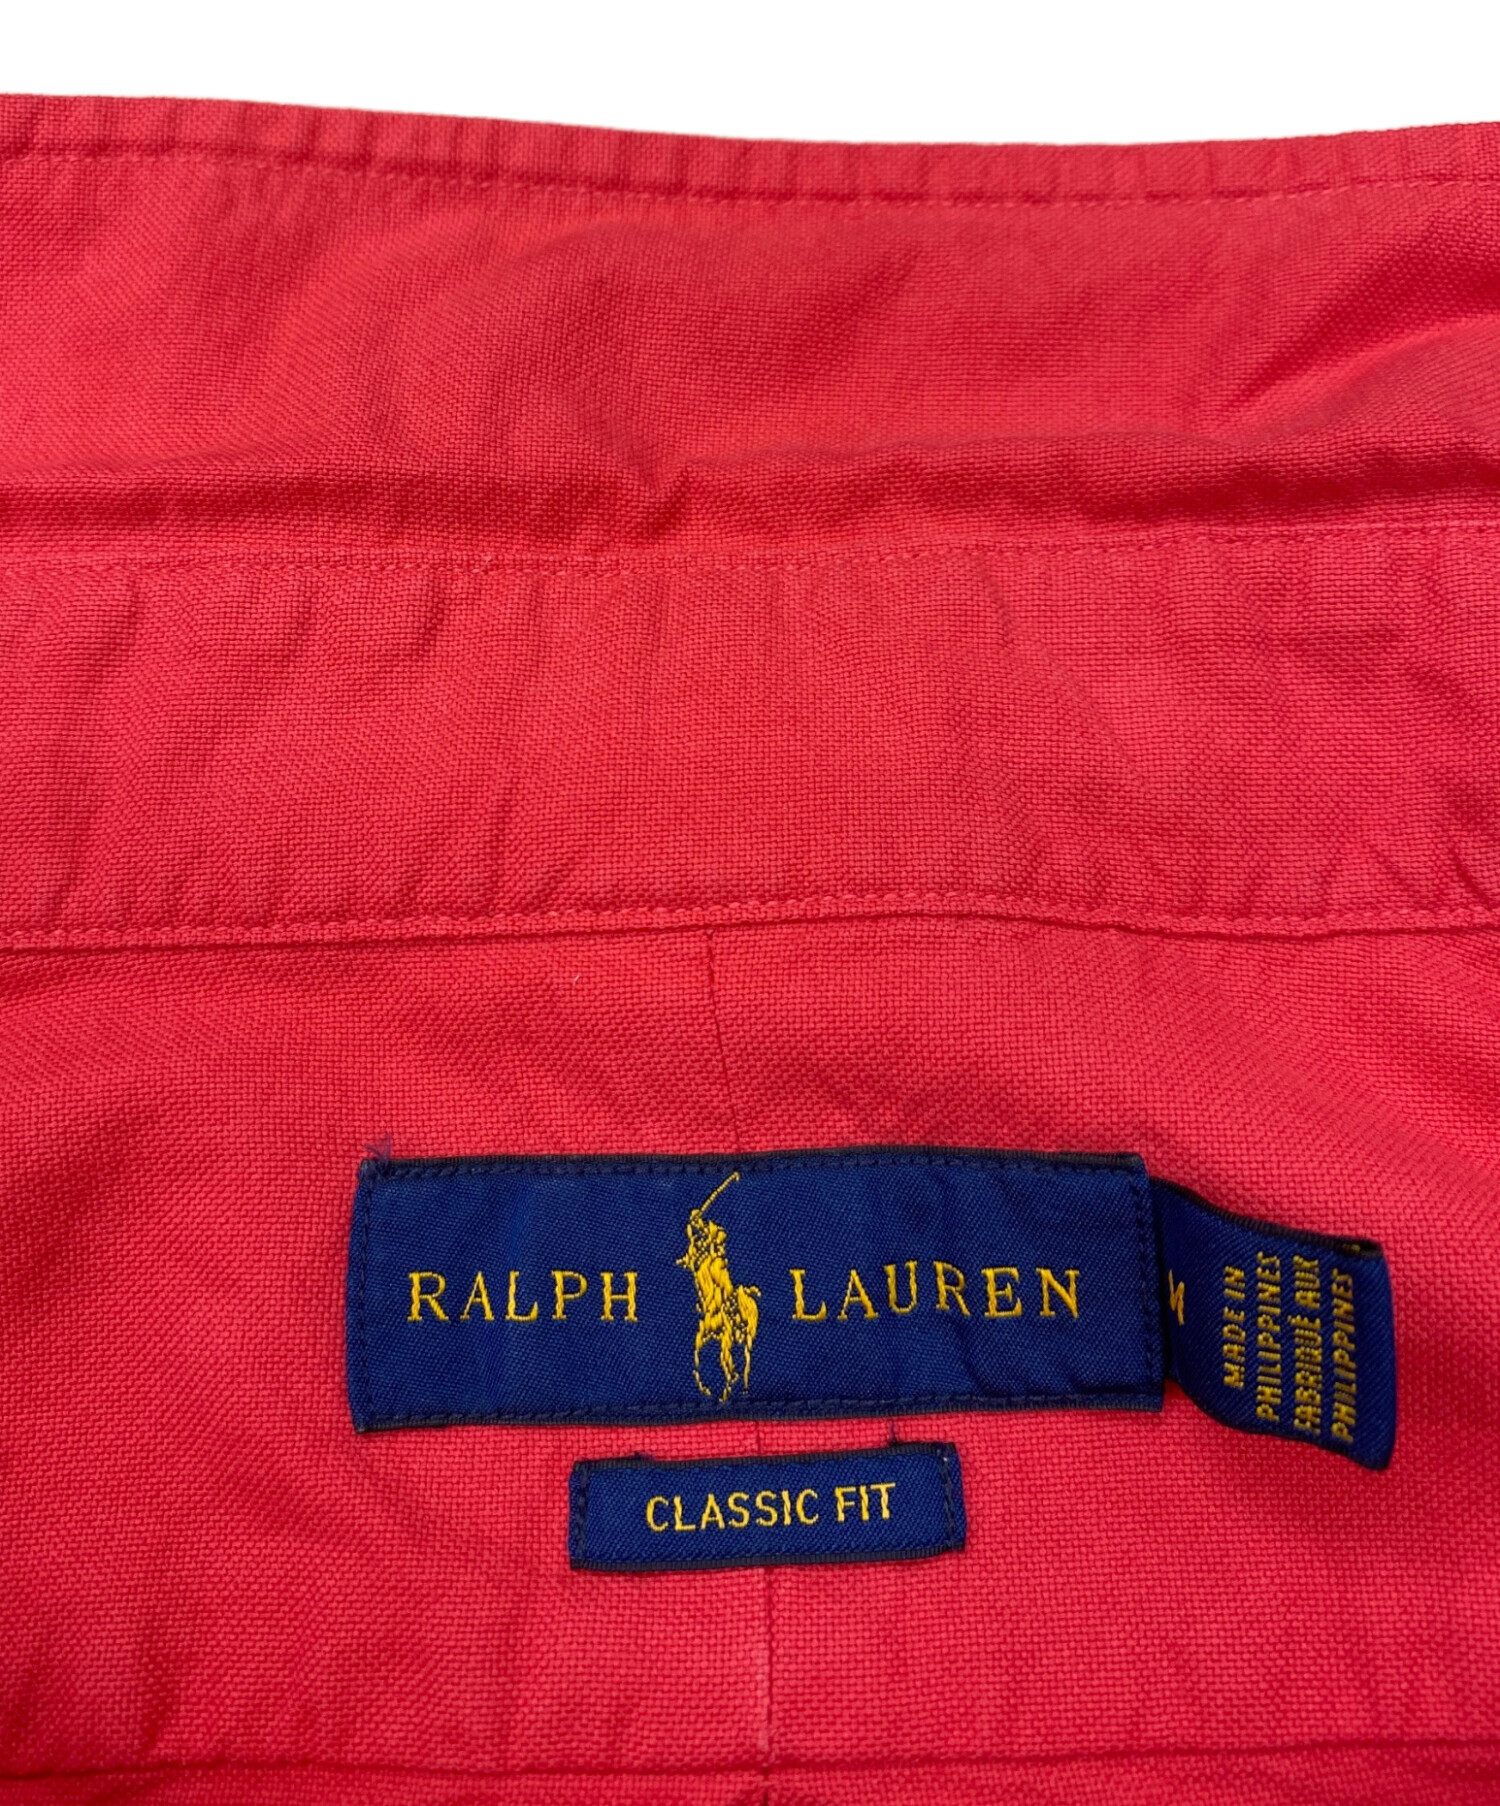 RALPH LAUREN
M
MADE IN
PHILIPPINES
FABRIQUÉ AUX
PHILIPPINES
CLASSIC FIT